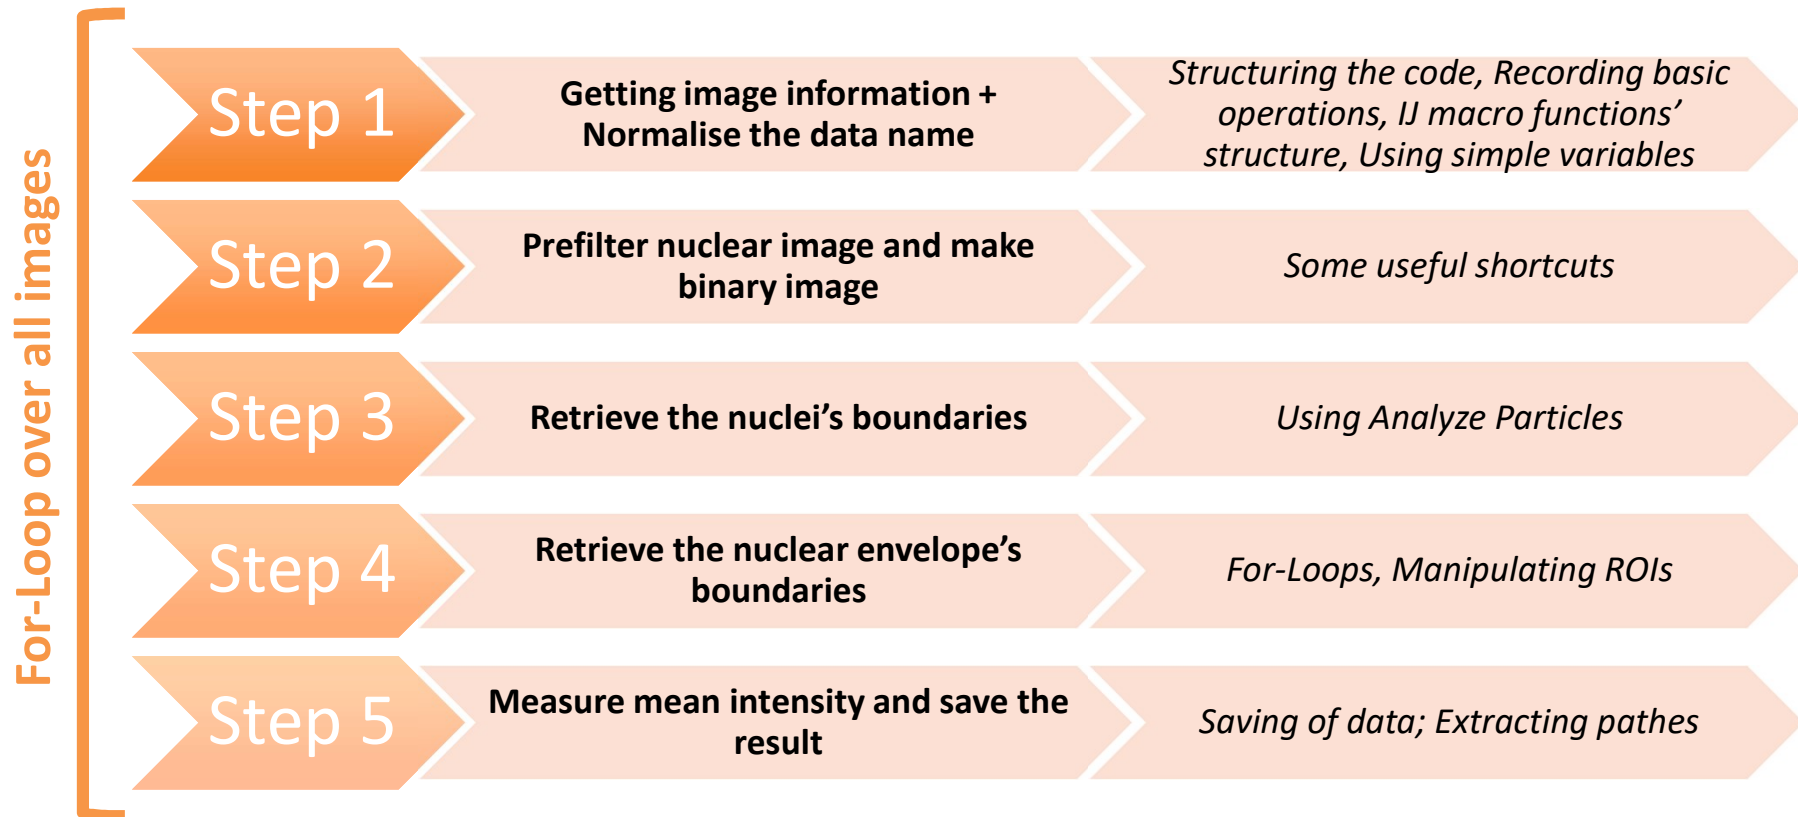 For-Loop over all images
Step 1
Getting image information +
Normalise the data name
Structuring the code, Recording basic
operations, IJ macro functions’
structure, Using simple variables
Step 2
Prefilter nuclear image and make
binary image
Some useful shortcuts
Step 3
Retrieve the nuclei’s boundaries
Using Analyze Particles
Step 4
Retrieve the nuclear envelope’s
boundaries
For-Loops, Manipulating ROIs
Step 5
Measure mean intensity and save the
result
Saving of data; Extracting pathes